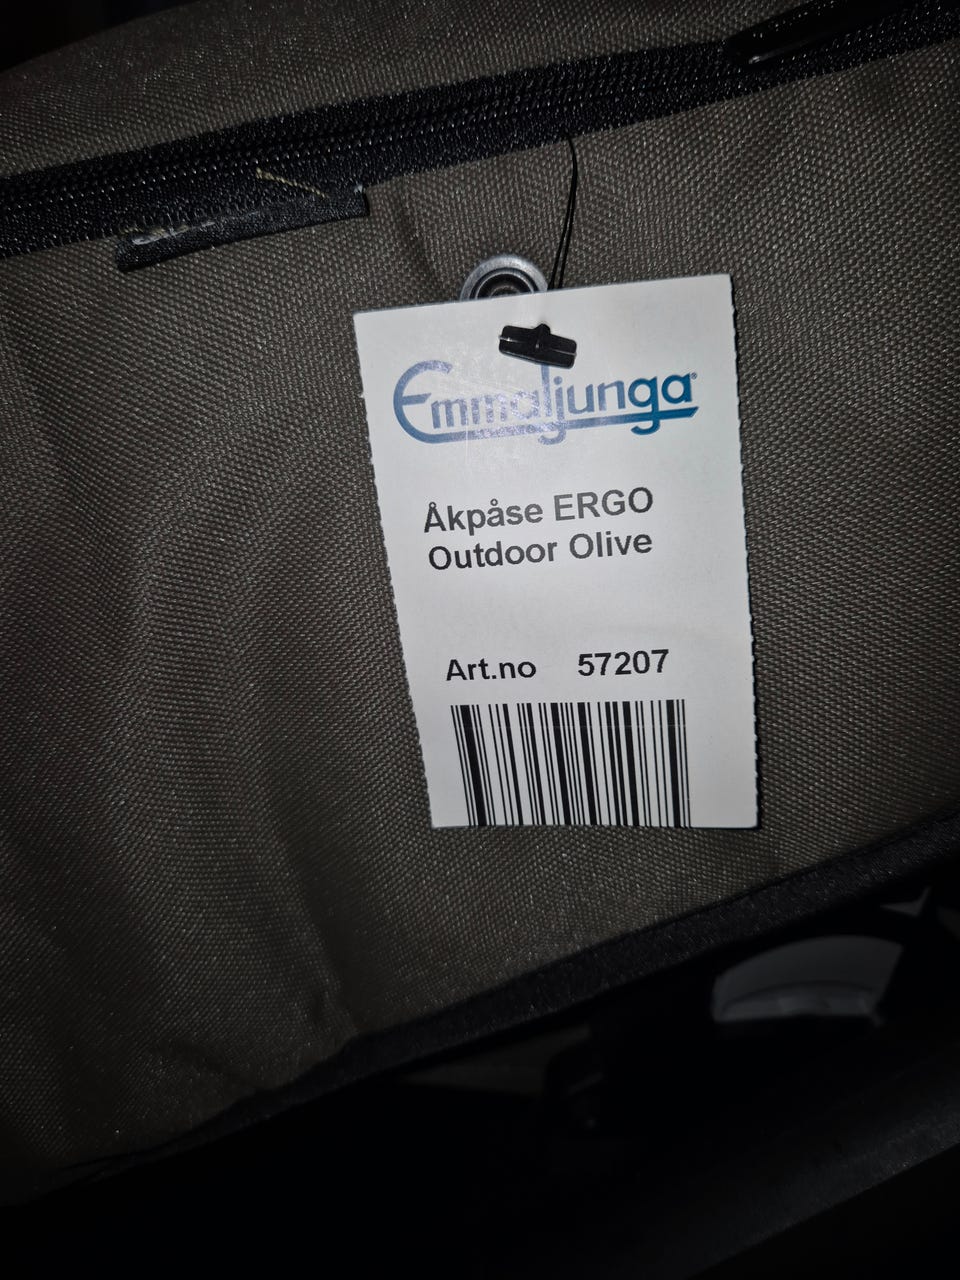 Emmaljunga®
Åkpåse ERGO
Outdoor Olive
Art.no 57207